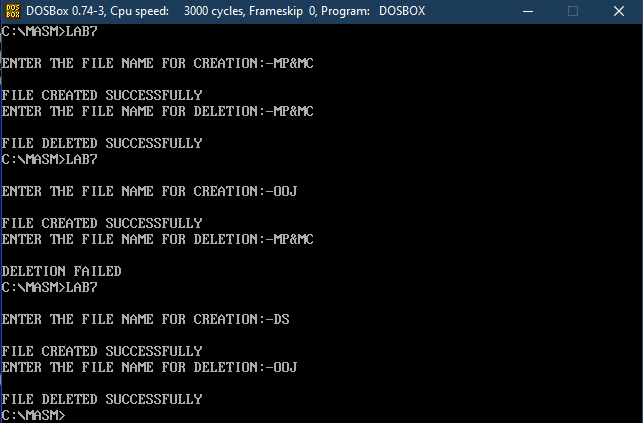 DOS
BOX
DOSBox 0.74-3, Cpu speed: 3000 cycles, Frameskip 0, Program: DOSBOX
C:\MASM>LAB7
ENTER THE FILE NAME FOR CREATION:-MP&MC
FILE CREATED SUCCESSFULLY
ENTER THE FILE NAME FOR DELETION:-MP&MC
FILE DELETED SUCCESSFULLY
C:\MASM>LAB7
ENTER THE FILE NAME FOR CREATION:-OOJ
FILE CREATED SUCCESSFULLY
ENTER THE FILE NAME FOR DELETION:-MP&MC
DELETION FAILED
C:\MASM>LAB7
ENTER THE FILE NAME FOR CREATION:-DS
FILE CREATED SUCCESSFULLY
ENTER THE FILE NAME FOR DELETION:-OOJ
FILE DELETED SUCCESSFULLY
C:\MASM>